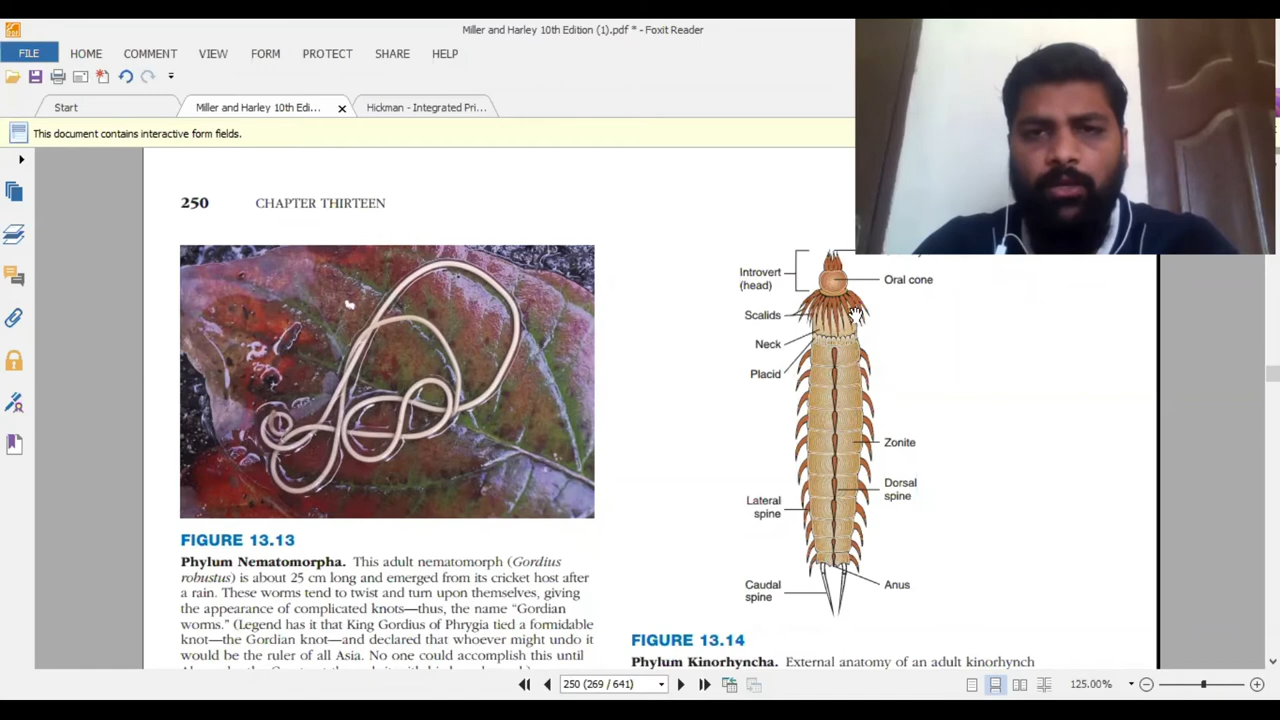 Miller and Harley 10th Edition (1).pdf * - Foxit Reader
FILE HOME COMMENT VIEW FORM PROTECT SHARE HELP
Start Miller and Harley 10th Edi... Hickman - Integrated Pri...
This document contains interactive form fields.
250 CHAPTER THIRTEEN
FIGURE 13.13
Phylum Nematomorpha. This adult nematomorph (Gordius
robustus) is about 25 cm long and emerged from its cricket host after
a rain. These worms tend to twist and turn upon themselves, giving
the appearance of complicated knots—thus, the name “Gordian
worms.” (Legend has it that King Gordius of Phrygia tied a formidable
knot—the Gordian knot—and declared that whoever might undo it
would be the ruler of all Asia. No one could accomplish this until
Introvert
(head)
Oral cone
Scalids
Neck
Placid
Zonite
Dorsal
spine
Lateral
spine
Caudal
spine
Anus
FIGURE 13.14
Phylum Kinorhyncha. External anatomy of an adult kinorhynch
250 (269 / 641)
125.00%